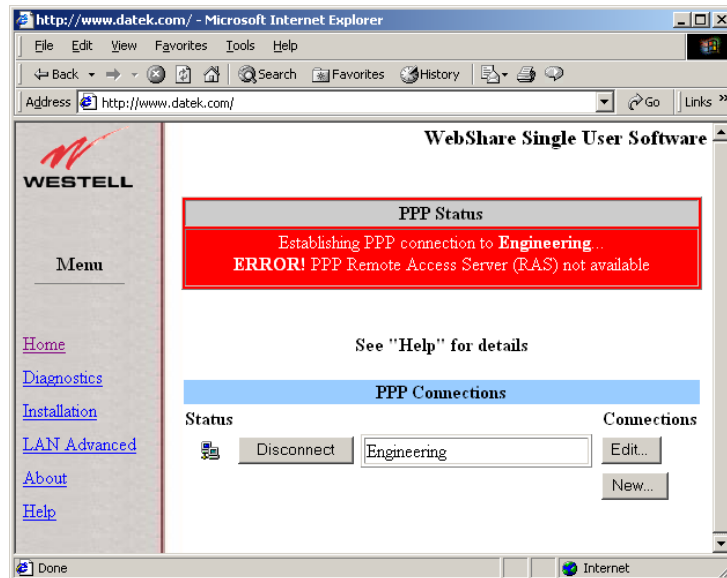 http://www.datek.com/ - Microsoft Internet Explorer
File Edit View Favorites Tools Help
Back Search Favorites History
Address http://www.datek.com/ Go Links »
WESTELL
Menu
Home
Diagnostics
Installation
LAN Advanced
About
Help
WebShare Single User Software
PPP Status
Establishing PPP connection to Engineering...
ERROR! PPP Remote Access Server (RAS) not available
See "Help" for details
PPP Connections
Status Connections
Disconnect Engineering Edit...
New...
Done Internet